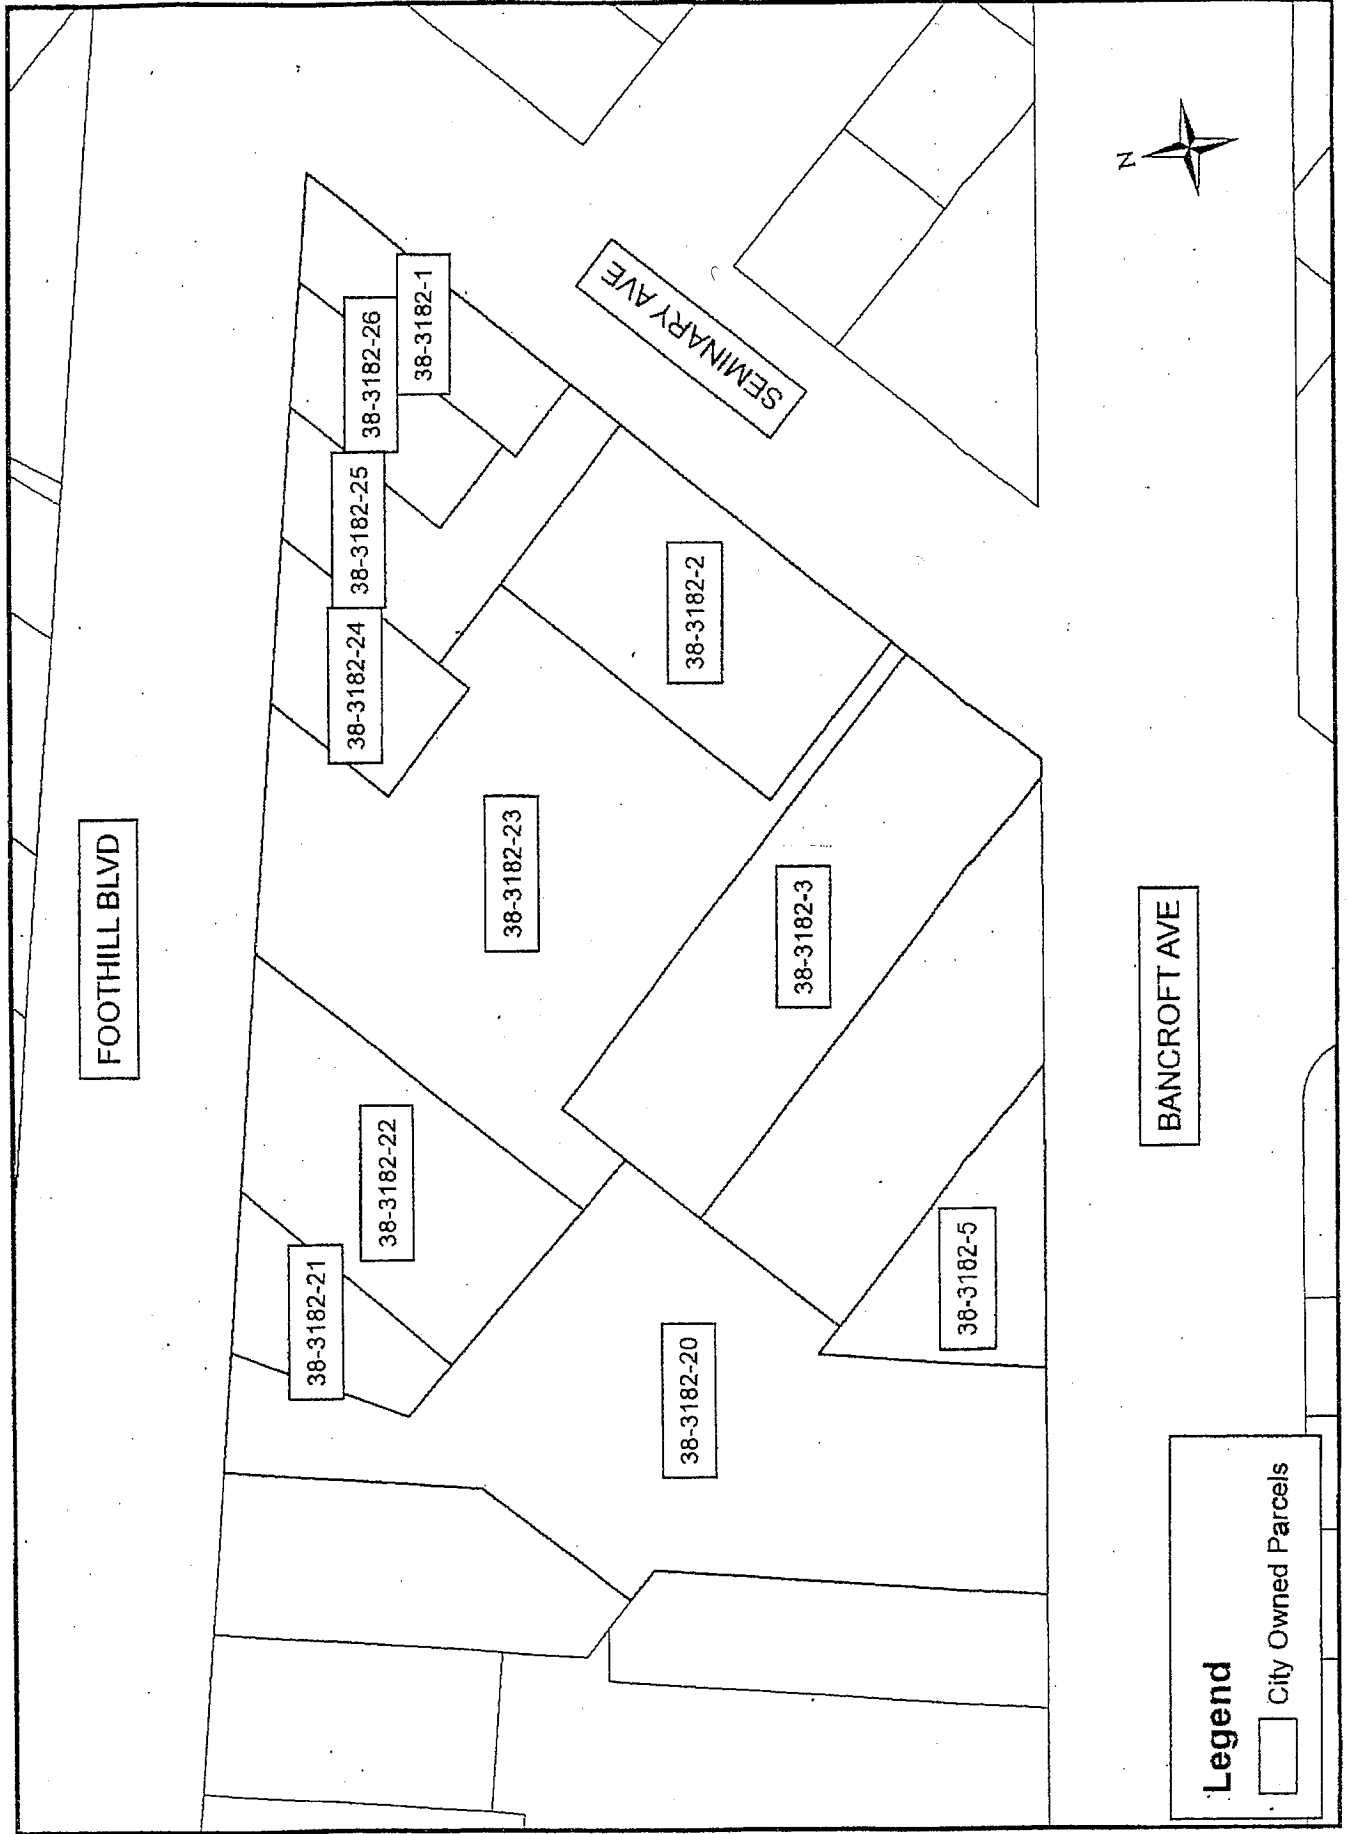 FOOTHILL BLVD
38-3182-21
38-3182-22
38-3182-24
38-3182-25
38-3182-26
38-3182-1
38-3182-23
38-3182-20
38-3182-2
38-3182-3
38-3182-5
SEMINARY AVE
BANCROFT AVE
N
Legend
City Owned Parcels